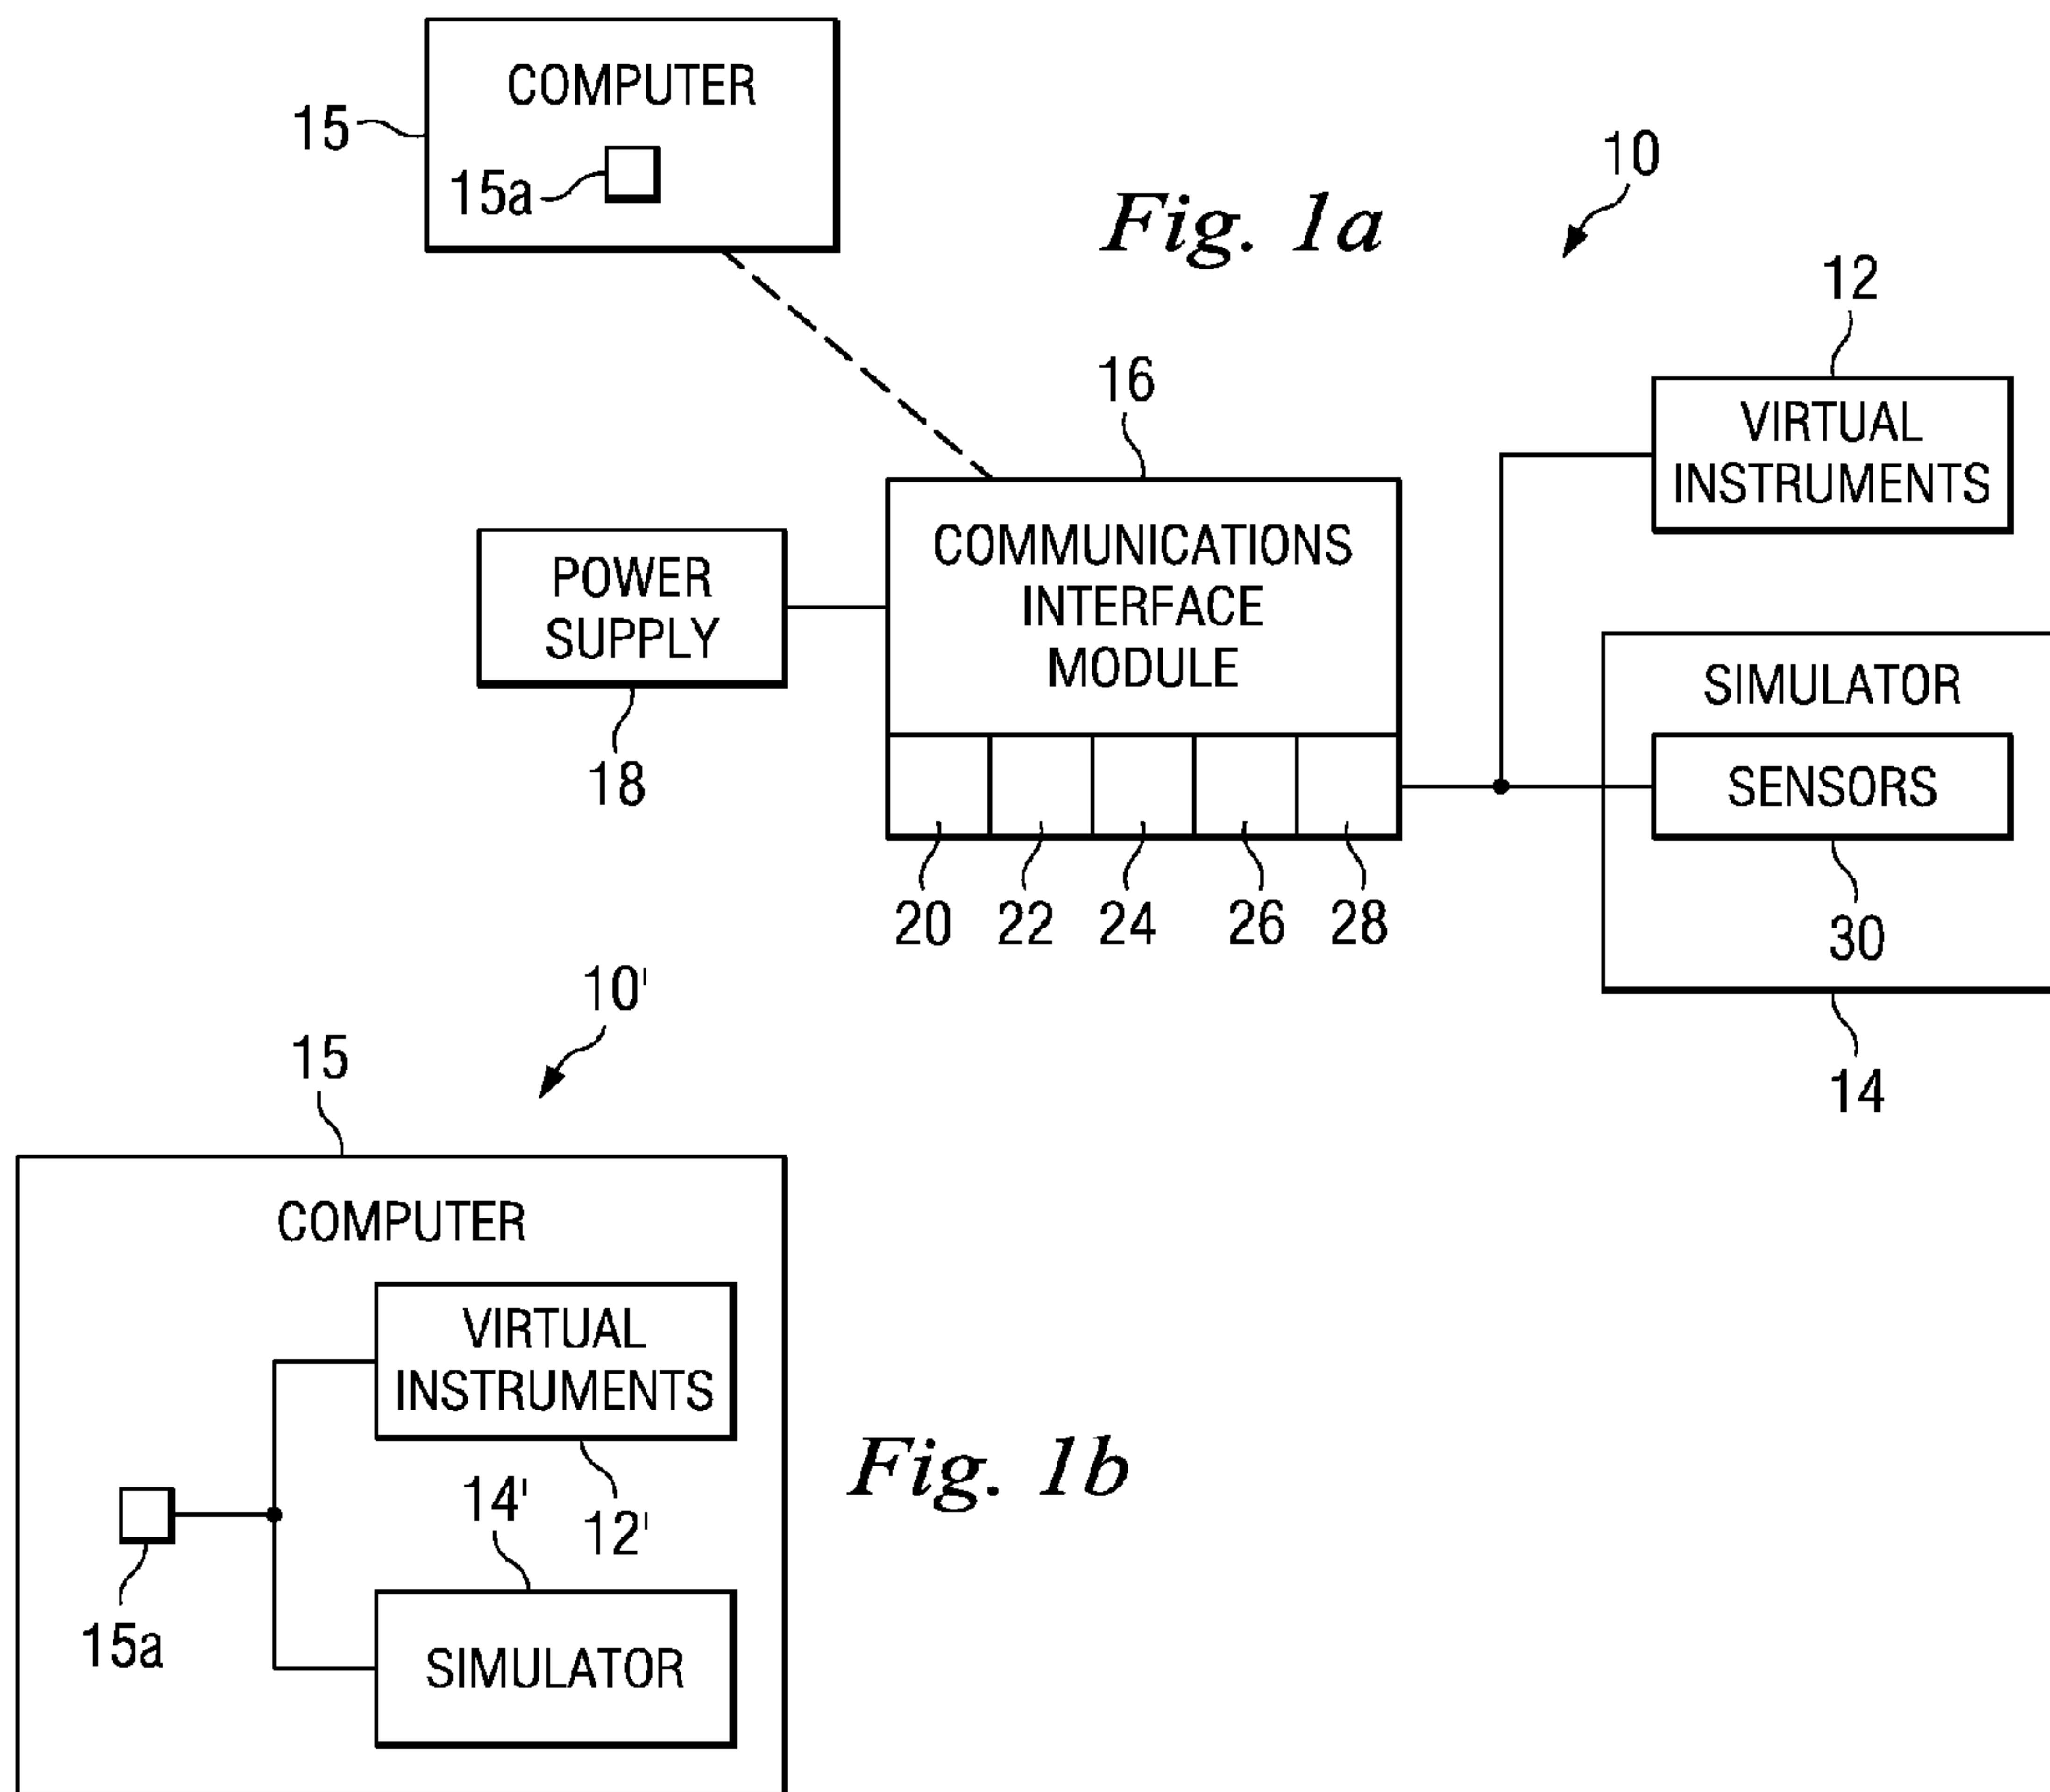 COMPUTER
15
15a
Fig. 1a
10
12
VIRTUAL
INSTRUMENTS
16
COMMUNICATIONS
INTERFACE
MODULE
POWER
SUPPLY
18
SIMULATOR
SENSORS
20 22 24 26 28
30
14
10'
15
COMPUTER
VIRTUAL
INSTRUMENTS
Fig. 1b
14'
12'
15a
SIMULATOR